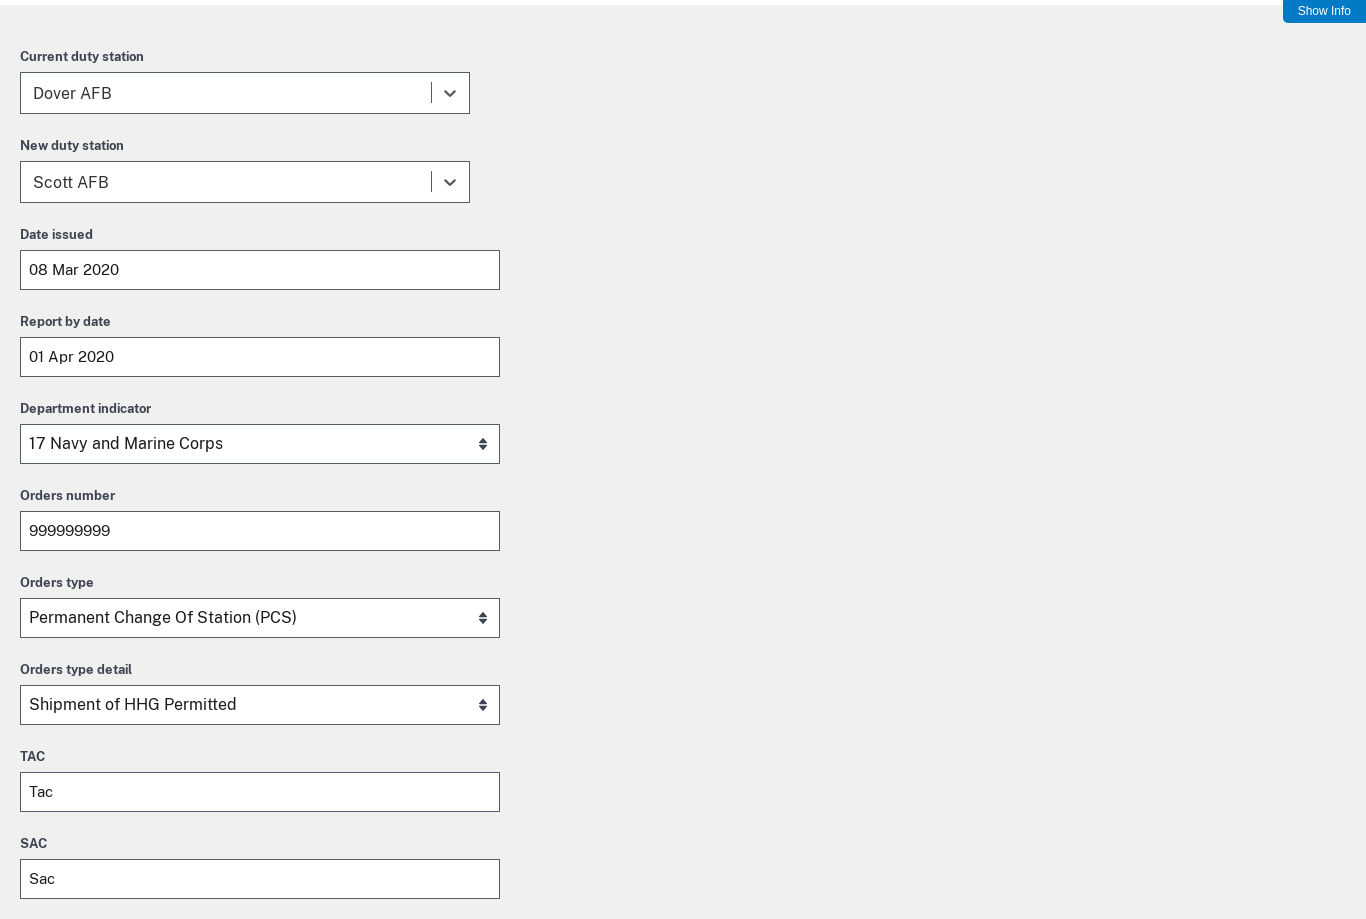 Show Info
Current duty station
Dover AFB
New duty station
Scott AFB
Date issued
08 Mar 2020
Report by date
01 Apr 2020
Department indicator
17 Navy and Marine Corps
Orders number
999999999
Orders type
Permanent Change Of Station (PCS)
Orders type detail
Shipment of HHG Permitted
TAC
Tac
SAC
Sac